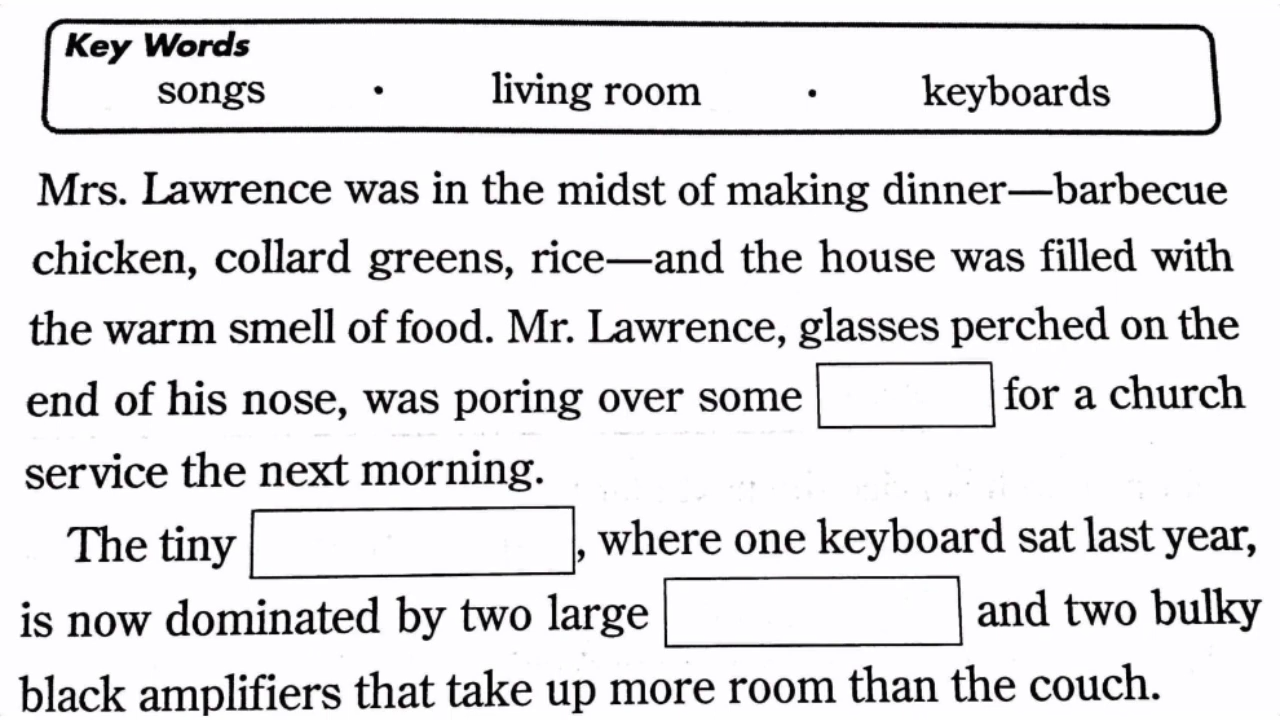 Key Words
songs · living room · keyboards
Mrs. Lawrence was in the midst of making dinner—barbecue
chicken, collard greens, rice—and the house was filled with
the warm smell of food. Mr. Lawrence, glasses perched on the
end of his nose, was poring over some for a church
service the next morning.
The tiny , where one keyboard sat last year,
is now dominated by two large and two bulky
black amplifiers that take up more room than the couch.